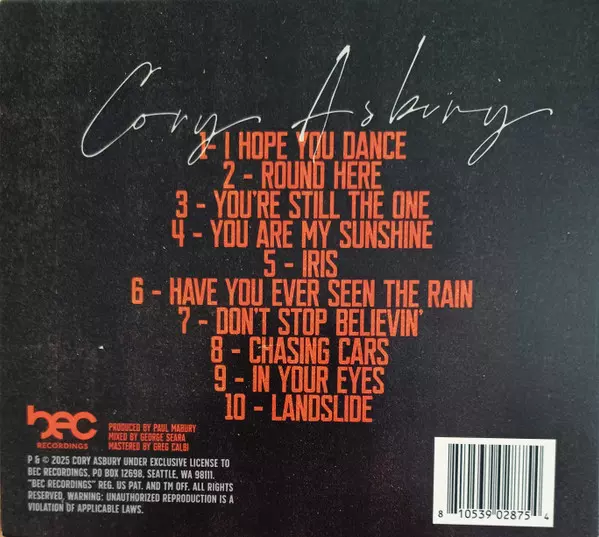 Cory Asbury
1 - I HOPE YOU DANCE
2 - ROUND HERE
3 - YOU'RE STILL THE ONE
4 - YOU ARE MY SUNSHINE
5 - IRIS
6 - HAVE YOU EVER SEEN THE RAIN
7 - DON'T STOP BELIEVIN'
8 - CHASING CARS
9 - IN YOUR EYES
10 - LANDSLIDE
bec
RECORDINGS
PRODUCED BY PAUL MABURY
MIXED BY GEORGE SEARA
MASTERED BY GREG CALBI
P & © 2025 CORY ASBURY UNDER EXCLUSIVE LICENSE TO
BEC RECORDINGS, PO BOX 12698, SEATTLE, WA 98111.
"BEC RECORDINGS" REG. US PAT. AND TM OFF. ALL RIGHTS
RESERVED, WARNING: UNAUTHORIZED REPRODUCTION IS A
VIOLATION OF APPLICABLE LAWS.
8 10539 02875 4